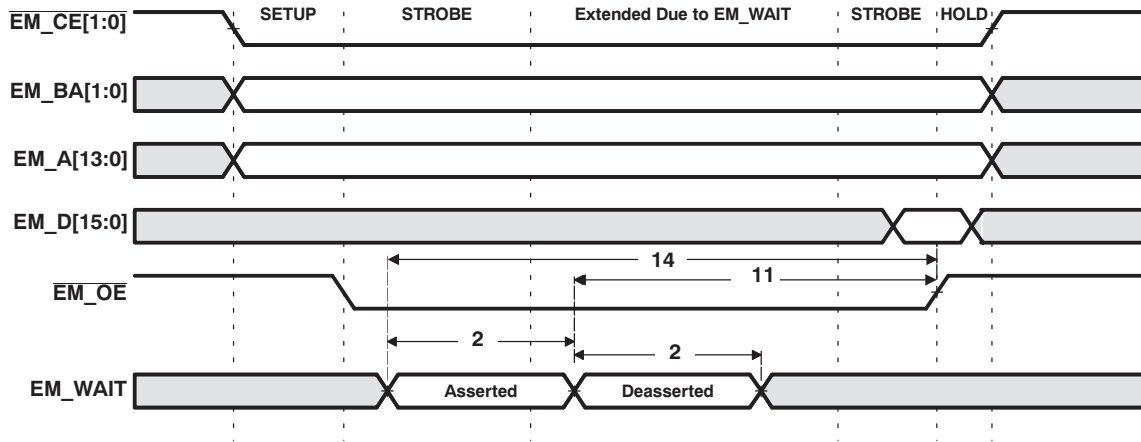 SETUP STROBE Extended Due to EM_WAIT STROBE HOLD
EM_CE[1:0]
EM_BA[1:0]
EM_A[13:0]
EM_D[15:0]
14
11
EM_OE
2
2
EM_WAIT Asserted Deasserted